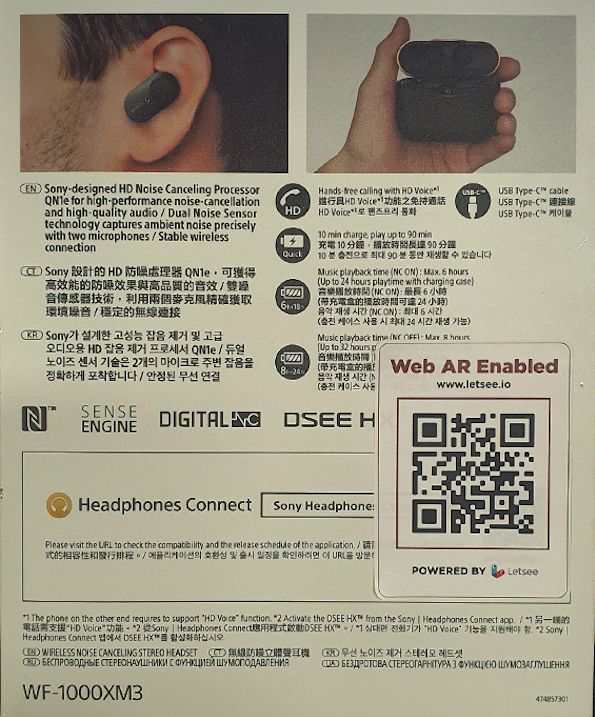 EN Sony-designed HD Noise Canceling Processor
QN1e for high-performance noise-cancellation
and high-quality audio / Dual Noise Sensor
technology captures ambient noise precisely
with two microphones / Stable wireless
connection
CT Sony 設計的 HD 防噪處理器 QN1e，可獲得
高效能的防噪效果與高品質的音效 / 雙噪
音傳感器技術，利用兩個麥克風精確獲取
環境噪音 / 穩定的無線連接
KR Sony가 설계한 고성능 잡음 제거 및 고급
오디오용 HD 잡음 제거 프로세서 QN1e / 듀얼
노이즈 센서 기술은 2개의 마이크로 주변 잡음을
정확하게 포착합니다 / 안정된 무선 연결
HD
Hands-free calling with HD Voice*¹
進行具HD Voice*¹功能之免持通話
HD Voice*¹로 핸즈프리 통화
USB-C™
USB Type-C™ cable
USB Type-C™ 連接線
USB Type-C™ 케이블
Quick
10 min charge, play up to 90 min
充電 10 分鐘，播放時間長達 90 分鐘
10 분 충전으로 최대 90 분 동안 재생할 수 있습니다
6h+18h
Music playback time (NC ON) : Max. 6 hours
(Up to 24 hours playtime with charging case)
音樂播放時間 (NC ON)：最長 6 小時
(帶充電盒的播放時間可達 24 小時)
음악 재생 시간 (NC ON) : 최대 6 시간
(충전 케이스 사용 시 최대 24 시간 재생 가능)
8h+24h
Music playback time (NC OFF) : Max. 8 hours
(Up to 32 hours p
音樂播放時間 (
(帶充電盒的播放
음악 재생 시간 (N
(충전 케이스 사용
N™
SENSE
ENGINE
DIGITAL NC
DSEE HX
Web AR Enabled
www.letsee.io
POWERED BY Letsee
Headphones Connect
Sony Headphones
Please visit the URL to check the compatibility and the release schedule of the application. / 請
式的相容性和發行排程。/ 애플리케이션의 호환성 및 출시 일정을 확인하려면 이 URL을 방문
*1 The phone on the other end requires to support "HD Voice" function. *2 Activate the DSEE HX™ from the Sony | Headphones Connect app. / *1 另一端的
電話需支援"HD Voice"功能。*2 從Sony | Headphones Connect應用程式啟動DSEE HX™。/ *1 상대편 전화기가 "HD Voice" 기능을 지원해야 함. *2 Sony |
Headphones Connect 앱에서 DSEE HX™를 활성화하십시오.
EN WIRELESS NOISE CANCELING STEREO HEADSET CT 無線防噪立體聲耳機 KR 무선 노이즈 제거 스테레오 헤드셋
RU БЕСПРОВОДНЫЕ СТЕРЕОНАУШНИКИ С ФУНКЦИЕЙ ШУМОПОДАВЛЕНИЯ UA БЕЗДРОТОВА СТЕРЕОГАРНІТУРА З ФУНКЦІЄЮ ШУМОЗАГЛУШЕННЯ
WF-1000XM3
474857301